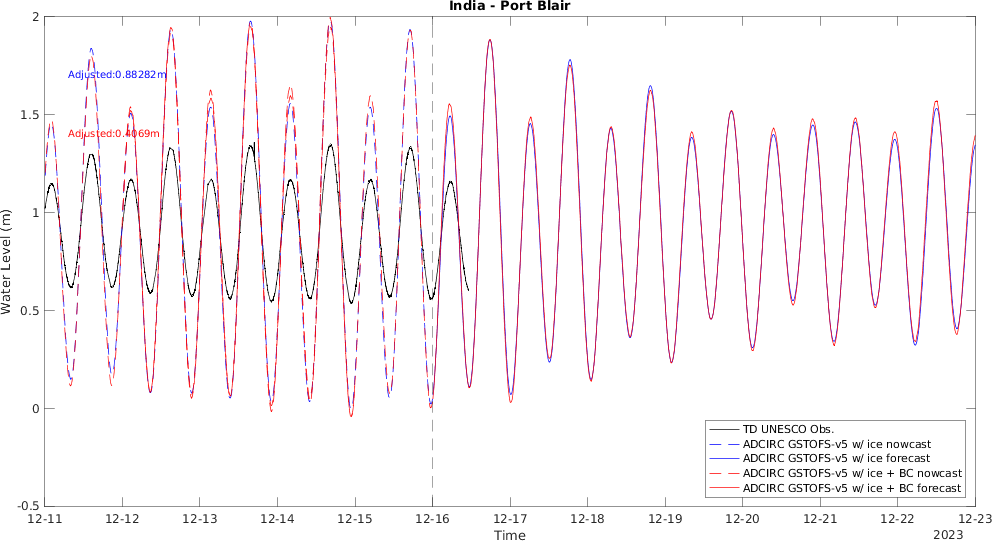 India - Port Blair
2
1.5
1
0.5
0
-0.5
Water Level (m)
Adjusted:0.88282m
Adjusted:0.4069m
TD UNESCO Obs.
ADCIRC GSTOFS-v5 w/ ice nowcast
ADCIRC GSTOFS-v5 w/ ice forecast
ADCIRC GSTOFS-v5 w/ ice + BC nowcast
ADCIRC GSTOFS-v5 w/ ice + BC forecast
12-11 12-12 12-13 12-14 12-15 12-16 12-17 12-18 12-19 12-20 12-21 12-22 12-23
Time
2023